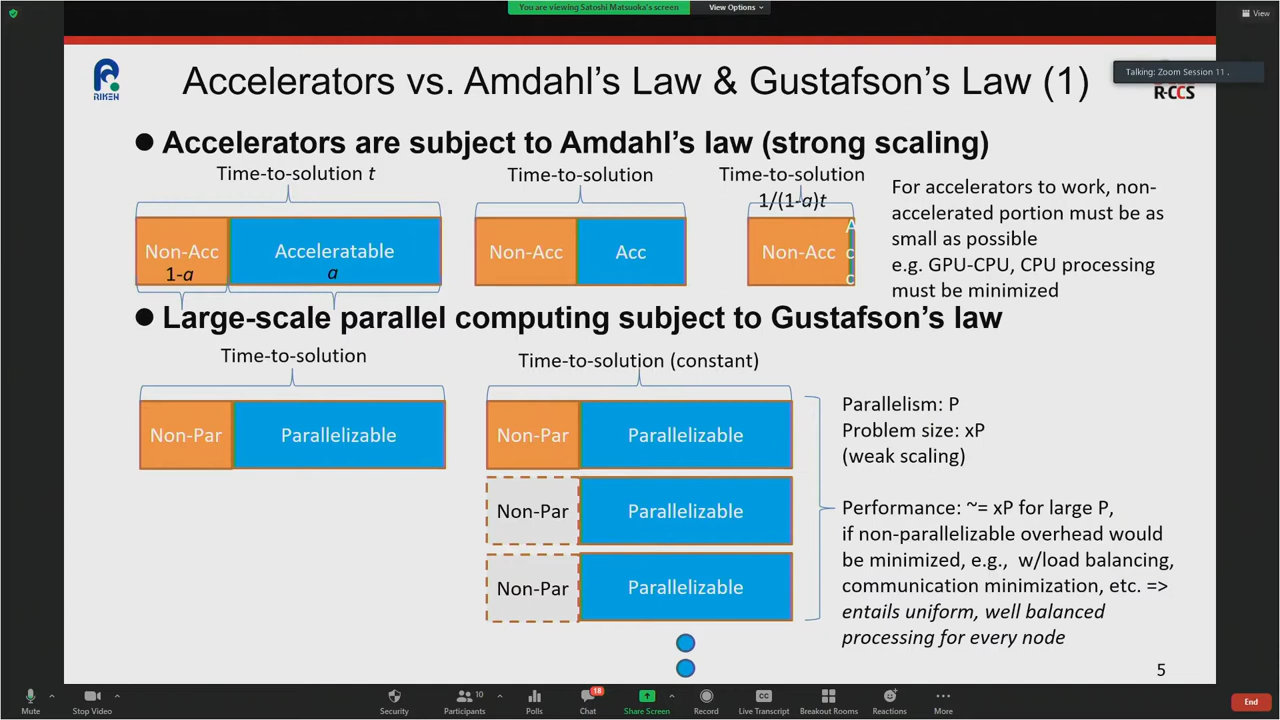 You are viewing Satoshi Matsuoka's screen
View Options
View
Talking: Zoom Session 11 .
RIKEN
Accelerators vs. Amdahl's Law & Gustafson's Law (1)
R-CCS
● Accelerators are subject to Amdahl's law (strong scaling)
Time-to-solution t
Time-to-solution
Time-to-solution
1/(1-a)t
Non-Acc
1-a
Acceleratable
a
Non-Acc
Acc
Non-Acc
A
c
c
For accelerators to work, non-
accelerated portion must be as
small as possible
e.g. GPU-CPU, CPU processing
must be minimized
● Large-scale parallel computing subject to Gustafson's law
Time-to-solution
Time-to-solution (constant)
Non-Par
Parallelizable
Non-Par
Parallelizable
Non-Par
Parallelizable
Non-Par
Parallelizable
Parallelism: P
Problem size: xP
(weak scaling)
Performance: ~= xP for large P,
if non-parallelizable overhead would
be minimized, e.g., w/load balancing,
communication minimization, etc. =>
entails uniform, well balanced
processing for every node
5
Mute
Stop Video
Security
Participants
10
Polls
Chat
18
Share Screen
Record
CC
Live Transcript
Breakout Rooms
Reactions
More
End